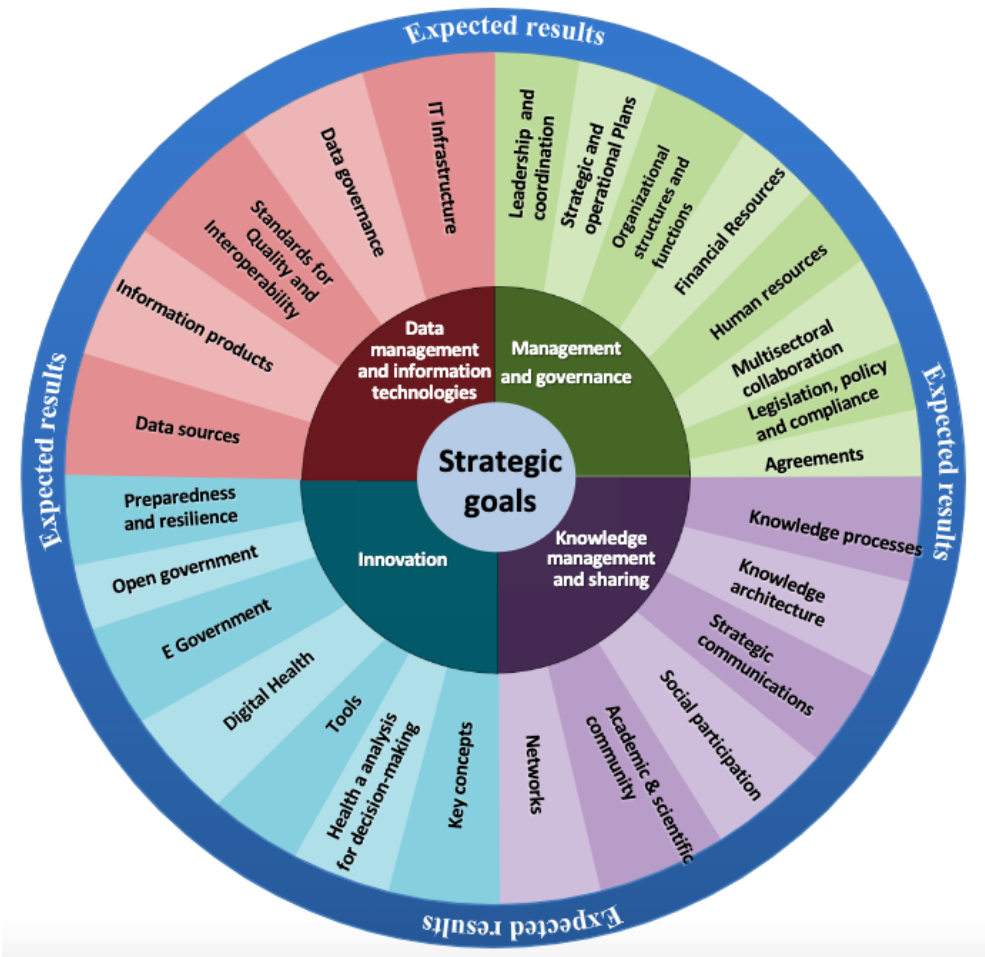 Expected results
Leadership and
coordination
Strategic and
operational Plans
Organizational
structures and
functions
Financial Resources
Human resources
Multisectoral
collaboration
Legislation, policy
and compliance
Agreements
Expected results
Knowledge processes
Knowledge
architecture
Strategic
communications
Social participation
Academic & scientific
community
Networks
Expected results
Key concepts
Health a analysis
for decision-making
Tools
Digital Health
E Government
Open government
Preparedness
and resilience
Expected results
Data sources
Information products
Standards for
Quality and
Interoperability
Data governance
IT Infrastructure
Data
management
and information
technologies
Management
and governance
Strategic
goals
Innovation
Knowledge
management
and sharing